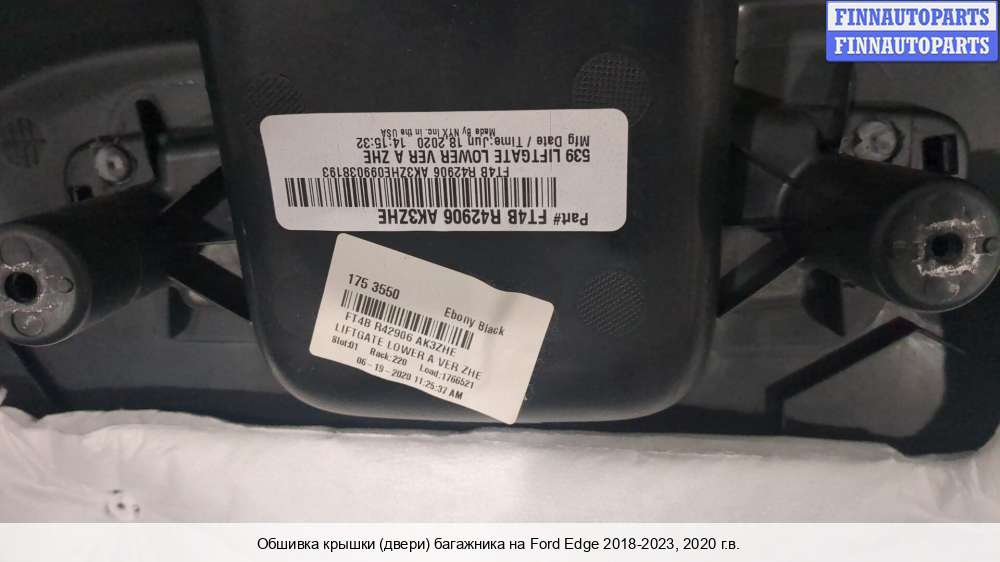 FINNAUTOPARTS
FINNAUTOPARTS
Part# FT4B R42906 AK3ZHE
FT4B R42906 AK3ZHE099038193
539 LIFTGATE LOWER VER A ZHE
Mfg Date / Time:Jun 18,2020 14:15:32
Made By NYX Inc. in the USA
175 3550
Ebony Black
FT4B R42906 AK3ZHE
LIFTGATE LOWER A VER ZHE
Slot:01 Rack:220 Load:1766521
06-19-2020 11:25:37 AM
Обшивка крышки (двери) багажника на Ford Edge 2018-2023, 2020 г.в.